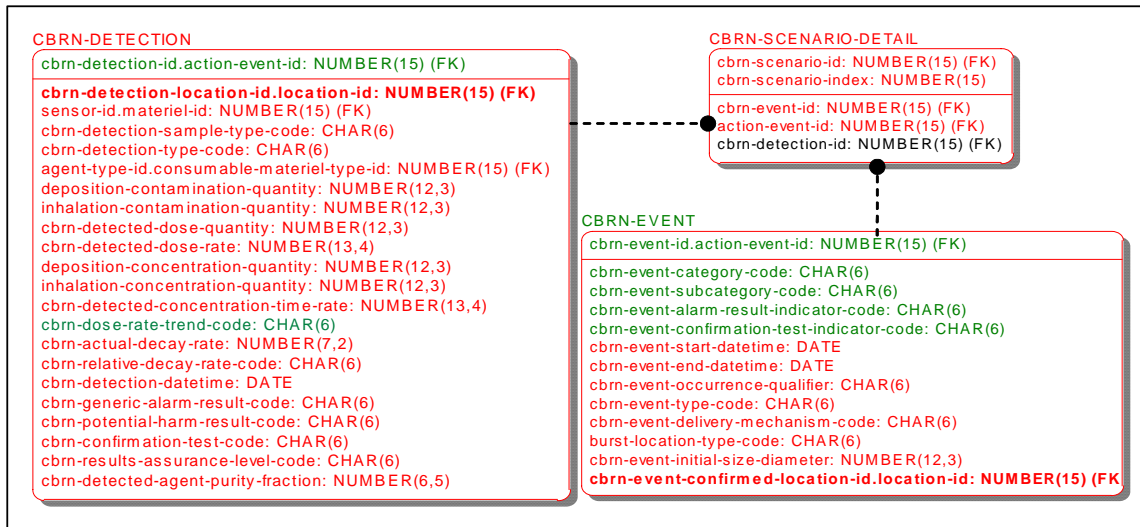 CBRN-DETECTION
cbrn-detection-id.action-event-id: NUMBER(15) (FK)
cbrn-detection-location-id.location-id: NUMBER(15) (FK)
sensor-id.materiel-id: NUMBER(15) (FK)
cbrn-detection-sample-type-code: CHAR(6)
cbrn-detection-type-code: CHAR(6)
agent-type-id.consumable-materiel-type-id: NUMBER(15) (FK)
deposition-contamination-quantity: NUMBER(12,3)
inhalation-contamination-quantity: NUMBER(12,3)
cbrn-detected-dose-quantity: NUMBER(12,3)
cbrn-detected-dose-rate: NUMBER(13,4)
deposition-concentration-quantity: NUMBER(12,3)
inhalation-concentration-quantity: NUMBER(12,3)
cbrn-detected-concentration-time-rate: NUMBER(13,4)
cbrn-dose-rate-trend-code: CHAR(6)
cbrn-actual-decay-rate: NUMBER(7,2)
cbrn-relative-decay-rate-code: CHAR(6)
cbrn-detection-datetime: DATE
cbrn-generic-alarm-result-code: CHAR(6)
cbrn-potential-harm-result-code: CHAR(6)
cbrn-confirmation-test-code: CHAR(6)
cbrn-results-assurance-level-code: CHAR(6)
cbrn-detected-agent-purity-fraction: NUMBER(6,5)
CBRN-SCENARIO-DETAIL
cbrn-scenario-id: NUMBER(15) (FK)
cbrn-scenario-index: NUMBER(15)
cbrn-event-id: NUMBER(15) (FK)
action-event-id: NUMBER(15) (FK)
cbrn-detection-id: NUMBER(15) (FK)
CBRN-EVENT
cbrn-event-id.action-event-id: NUMBER(15) (FK)
cbrn-event-category-code: CHAR(6)
cbrn-event-subcategory-code: CHAR(6)
cbrn-event-alarm-result-indicator-code: CHAR(6)
cbrn-event-confirmation-test-indicator-code: CHAR(6)
cbrn-event-start-datetime: DATE
cbrn-event-end-datetime: DATE
cbrn-event-occurrence-qualifier: CHAR(6)
cbrn-event-type-code: CHAR(6)
cbrn-event-delivery-mechanism-code: CHAR(6)
burst-location-type-code: CHAR(6)
cbrn-event-initial-size-diameter: NUMBER(12,3)
cbrn-event-confirmed-location-id.location-id: NUMBER(15) (FK